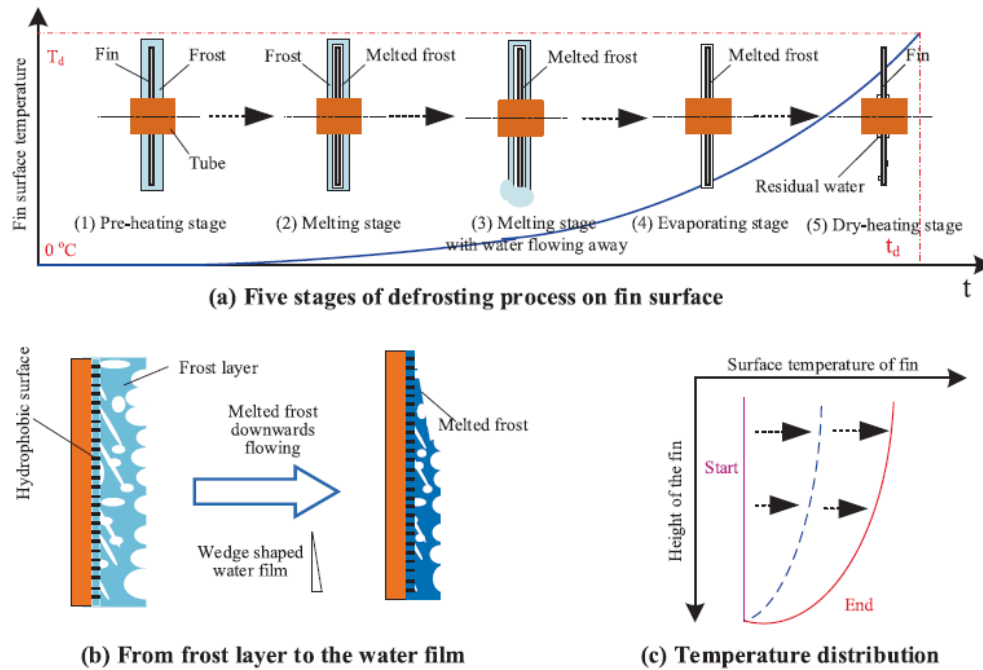 T_d
Fin
Frost
Frost
Melted frost
Melted frost
Melted frost
Fin
Tube
Residual water
Fin surface temperature
(1) Pre-heating stage
(2) Melting stage
(3) Melting stage
with water flowing away
(4) Evaporating stage
(5) Dry-heating stage
0 °C
t_d
t
(a) Five stages of defrosting process on fin surface
Hydrophobic surface
Frost layer
Melted frost
downwards
flowing
Wedge shaped
water film
Melted frost
(b) From frost layer to the water film
Surface temperature of fin
Height of the fin
Start
End
(c) Temperature distribution